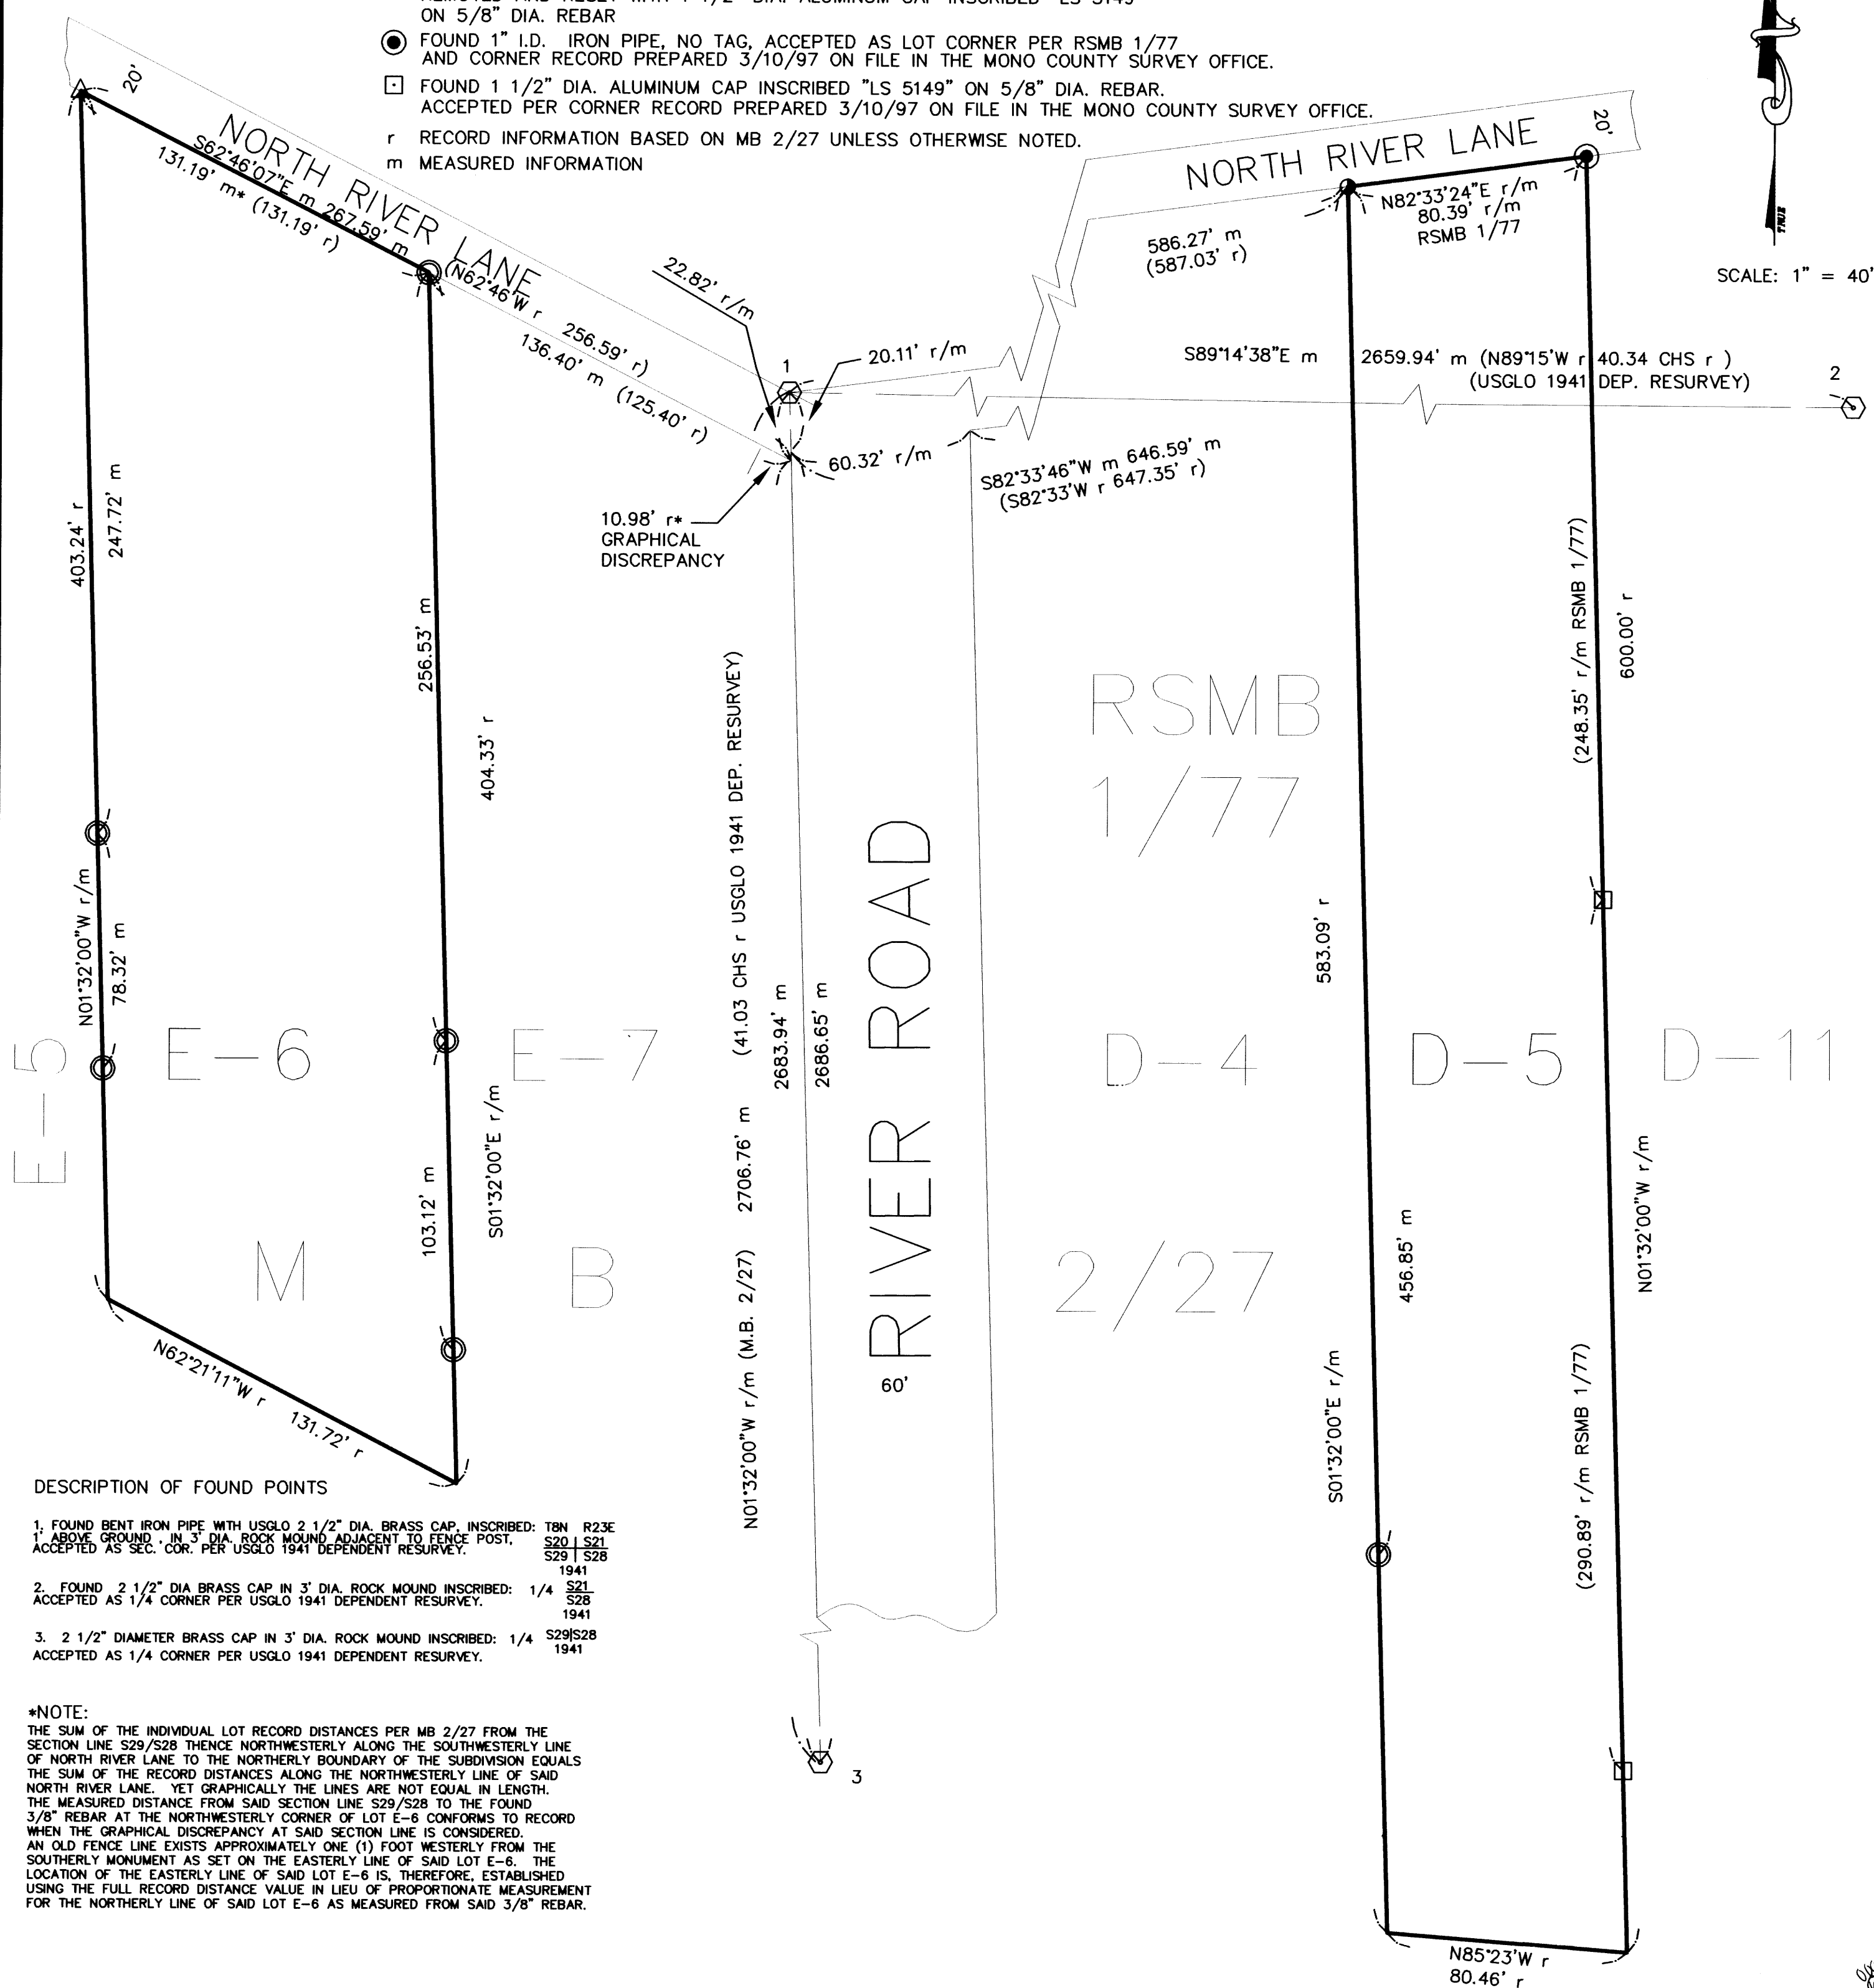 ON 5/8" DIA. REBAR
FOUND 1" I.D. IRON PIPE, NO TAG, ACCEPTED AS LOT CORNER PER RSMB 1/77
AND CORNER RECORD PREPARED 3/10/97 ON FILE IN THE MONO COUNTY SURVEY OFFICE.
FOUND 1 1/2" DIA. ALUMINUM CAP INSCRIBED "LS 5149" ON 5/8" DIA. REBAR.
ACCEPTED PER CORNER RECORD PREPARED 3/10/97 ON FILE IN THE MONO COUNTY SURVEY OFFICE.
r RECORD INFORMATION BASED ON MB 2/27 UNLESS OTHERWISE NOTED.
m MEASURED INFORMATION
20'
NORTH RIVER LANE
S62°46'07"E m 267.59' m
131.19' m* (131.19' r)
(N62°46'W r 256.59' r)
136.40' m (125.40' r)
22.82' r/m
1
20.11' r/m
60.32' r/m
10.98' r*
GRAPHICAL
DISCREPANCY
NORTH RIVER LANE
20'
N82°33'24"E r/m
80.39' r/m
RSMB 1/77
586.27' m
(587.03' r)
TRUE
SCALE: 1" = 40'
S89°14'38"E m 2659.94' m (N89°15'W r 40.34 CHS r )
(USGLO 1941 DEP. RESURVEY)
2
S82°33'46"W m 646.59' m
(S82°33'W r 647.35' r)
403.24' r
247.72' m
N01°32'00"W r/m
78.32' m
256.53' m
404.33' r
103.12' m
S01°32'00"E r/m
E-5
E-6
E-7
M
B
N62°21'11"W r 131.72' r
N01°32'00"W r/m (M.B. 2/27) 2706.76' m (41.03 CHS r USGLO 1941 DEP. RESURVEY)
2683.94' m
2686.65' m
RIVER ROAD
60'
3
RSMB
1/77
D-4
D-5
D-11
2/27
583.09' r
456.85' m
S01°32'00"E r/m
(248.35' r/m RSMB 1/77)
600.00' r
N01°32'00"W r/m
(290.89' r/m RSMB 1/77)
N85°23'W r
80.46' r
DESCRIPTION OF FOUND POINTS
1. FOUND BENT IRON PIPE WITH USGLO 2 1/2" DIA. BRASS CAP, INSCRIBED: T8N R23E
1' ABOVE GROUND , IN 3' DIA. ROCK MOUND ADJACENT TO FENCE POST, S20 | S21
ACCEPTED AS SEC. COR. PER USGLO 1941 DEPENDENT RESURVEY. S29 | S28
1941
2. FOUND 2 1/2" DIA BRASS CAP IN 3' DIA. ROCK MOUND INSCRIBED: 1/4 S21
ACCEPTED AS 1/4 CORNER PER USGLO 1941 DEPENDENT RESURVEY. S28
1941
3. 2 1/2" DIAMETER BRASS CAP IN 3' DIA. ROCK MOUND INSCRIBED: 1/4 S29|S28
ACCEPTED AS 1/4 CORNER PER USGLO 1941 DEPENDENT RESURVEY. 1941
*NOTE:
THE SUM OF THE INDIVIDUAL LOT RECORD DISTANCES PER MB 2/27 FROM THE
SECTION LINE S29/S28 THENCE NORTHWESTERLY ALONG THE SOUTHWESTERLY LINE
OF NORTH RIVER LANE TO THE NORTHERLY BOUNDARY OF THE SUBDIVISION EQUALS
THE SUM OF THE RECORD DISTANCES ALONG THE NORTHWESTERLY LINE OF SAID
NORTH RIVER LANE. YET GRAPHICALLY THE LINES ARE NOT EQUAL IN LENGTH.
THE MEASURED DISTANCE FROM SAID SECTION LINE S29/S28 TO THE FOUND
3/8" REBAR AT THE NORTHWESTERLY CORNER OF LOT E-6 CONFORMS TO RECORD
WHEN THE GRAPHICAL DISCREPANCY AT SAID SECTION LINE IS CONSIDERED.
AN OLD FENCE LINE EXISTS APPROXIMATELY ONE (1) FOOT WESTERLY FROM THE
SOUTHERLY MONUMENT AS SET ON THE EASTERLY LINE OF SAID LOT E-6. THE
LOCATION OF THE EASTERLY LINE OF SAID LOT E-6 IS, THEREFORE, ESTABLISHED
USING THE FULL RECORD DISTANCE VALUE IN LIEU OF PROPORTIONATE MEASUREMENT
FOR THE NORTHERLY LINE OF SAID LOT E-6 AS MEASURED FROM SAID 3/8" REBAR.